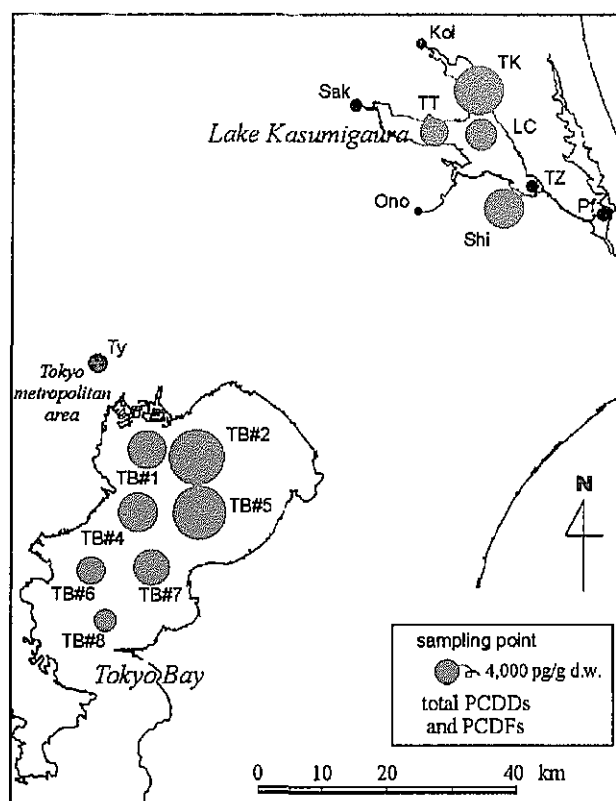 Kol
TK
Sak
TT
LC
Lake Kasumigaura
TZ
Ono
Pf
Shi
Ty
Tokyo
metropolitan
area
TB#2
TB#1
TB#5
TB#4
TB#6
TB#7
TB#8
Tokyo Bay
N
sampling point
4,000 pg/g d.w.
total PCDDs
and PCDFs
0 10 20 40 km